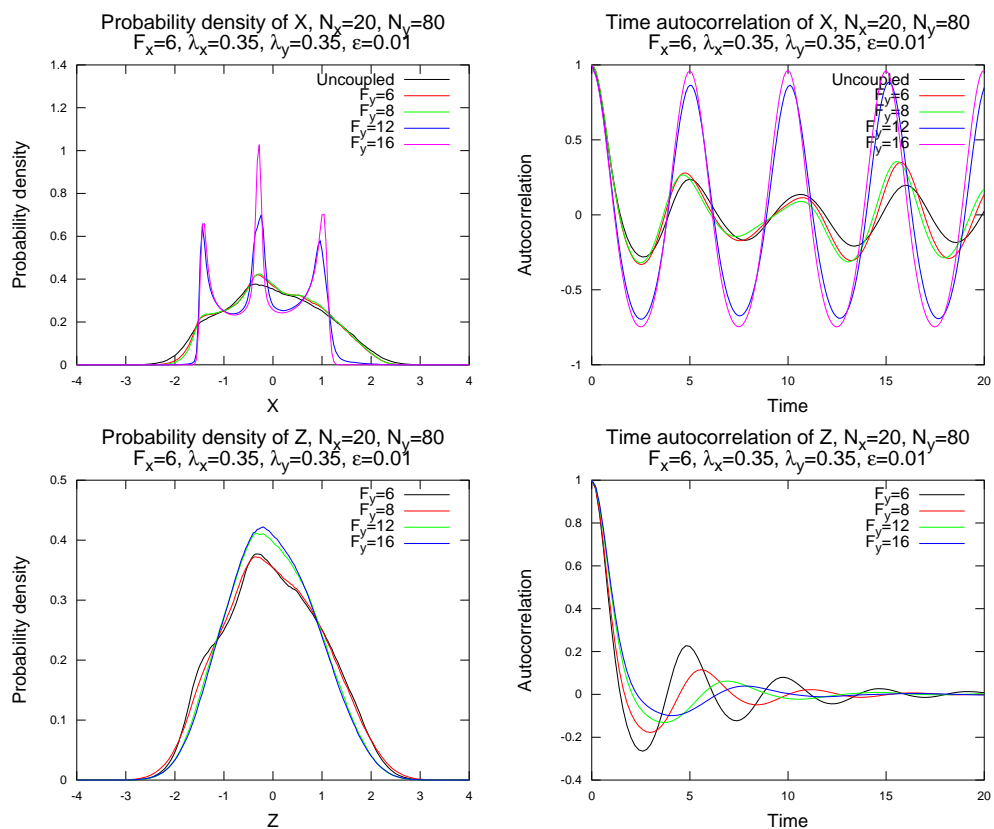 Probability density of X, N_x=20, N_y=80
F_x=6, λ_x=0.35, λ_y=0.35, ε=0.01
1.4
1.2
1
0.8
0.6
0.4
0.2
0
Probability density
Uncoupled
F_y=6
F_y=8
F_y=12
F_y=16
-4 -3 -2 -1 0 1 2 3 4
X
Time autocorrelation of X, N_x=20, N_y=80
F_x=6, λ_x=0.35, λ_y=0.35, ε=0.01
1
0.5
0
-0.5
-1
Autocorrelation
Uncoupled
F_y=6
F_y=8
F_y=12
F_y=16
0 5 10 15 20
Time
Probability density of Z, N_x=20, N_y=80
F_x=6, λ_x=0.35, λ_y=0.35, ε=0.01
0.5
0.4
0.3
0.2
0.1
0
Probability density
F_y=6
F_y=8
F_y=12
F_y=16
-4 -3 -2 -1 0 1 2 3 4
Z
Time autocorrelation of Z, N_x=20, N_y=80
F_x=6, λ_x=0.35, λ_y=0.35, ε=0.01
1
0.8
0.6
0.4
0.2
0
-0.2
-0.4
Autocorrelation
F_y=6
F_y=8
F_y=12
F_y=16
0 5 10 15 20
Time